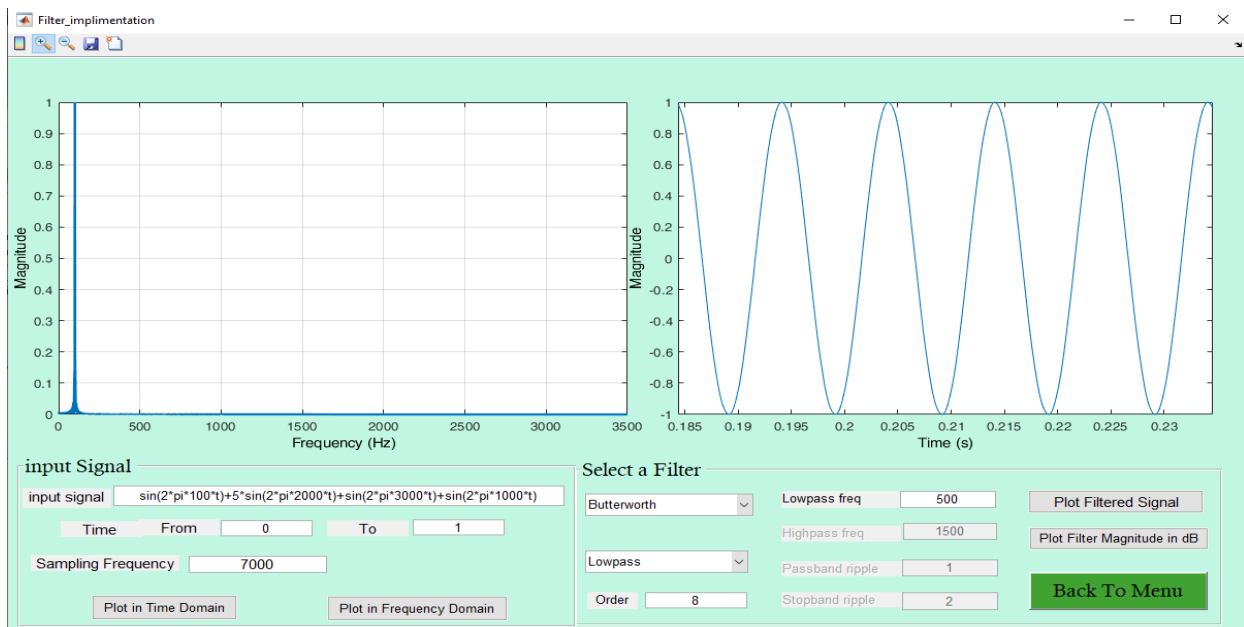 Filter_implimentation
1
0.9
0.8
0.7
0.6
0.5
0.4
0.3
0.2
0.1
0
Magnitude
0 500 1000 1500 2000 2500 3000 3500
Frequency (Hz)
1
0.8
0.6
0.4
0.2
0
-0.2
-0.4
-0.6
-0.8
-1
Magnitude
0.185 0.19 0.195 0.2 0.205 0.21 0.215 0.22 0.225 0.23
Time (s)
input Signal
input signal sin(2*pi*100*t)+5*sin(2*pi*2000*t)+sin(2*pi*3000*t)+sin(2*pi*1000*t)
Time From 0 To 1
Sampling Frequency 7000
Plot in Time Domain Plot in Frequency Domain
Select a Filter
Butterworth
Lowpass
Order 8
Lowpass freq 500
Highpass freq 1500
Passband ripple 1
Stopband ripple 2
Plot Filtered Signal
Plot Filter Magnitude in dB
Back To Menu